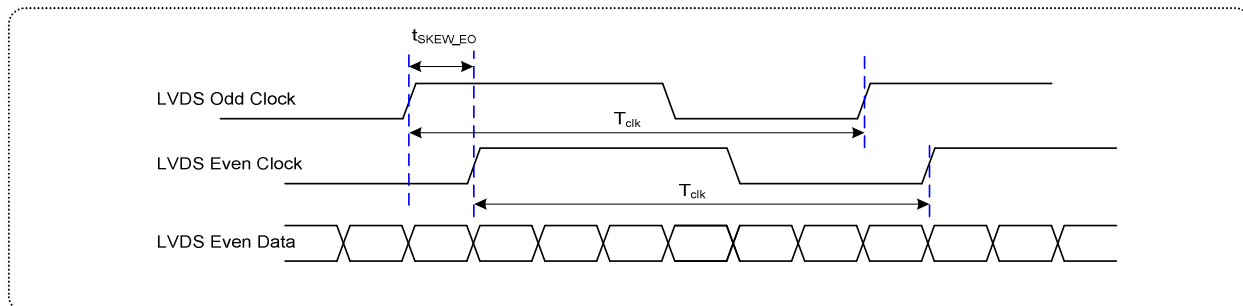 tSKEW_EO
LVDS Odd Clock
Tclk
LVDS Even Clock
Tclk
LVDS Even Data